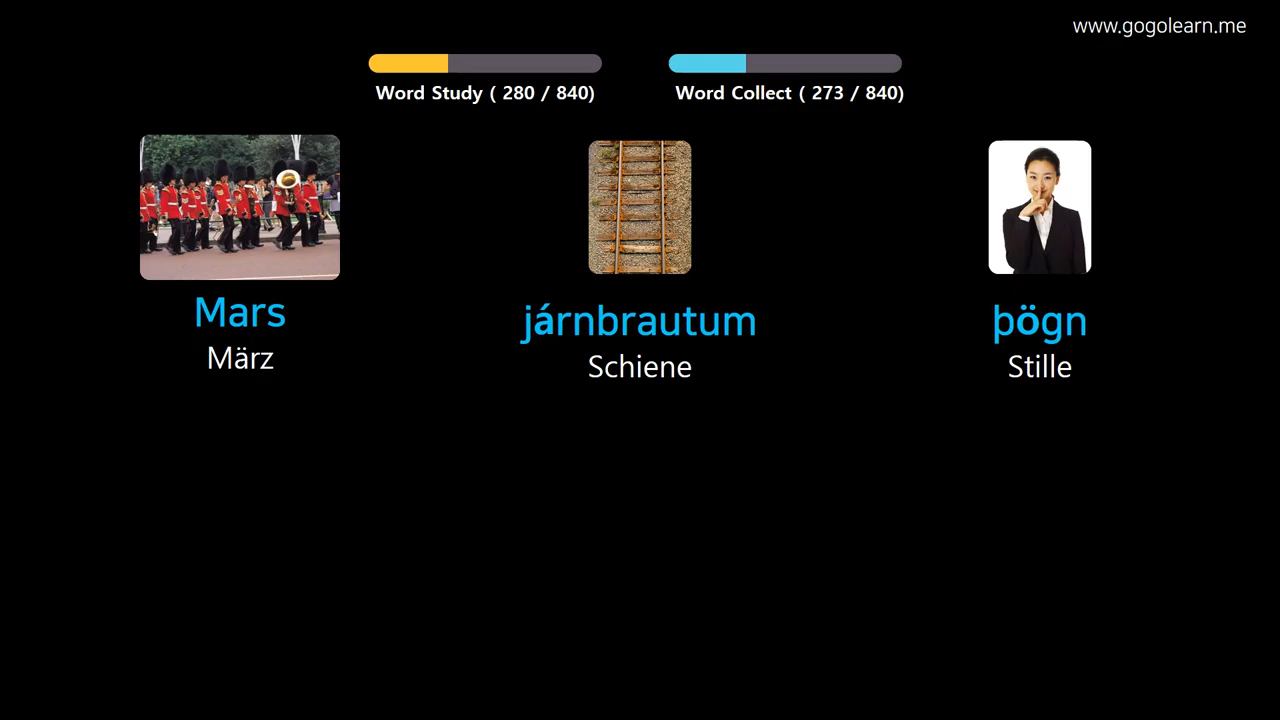 www.gogolearn.me
Word Study ( 280 / 840)
Word Collect ( 273 / 840)
Mars
März
járnbrautum
Schiene
þögn
Stille